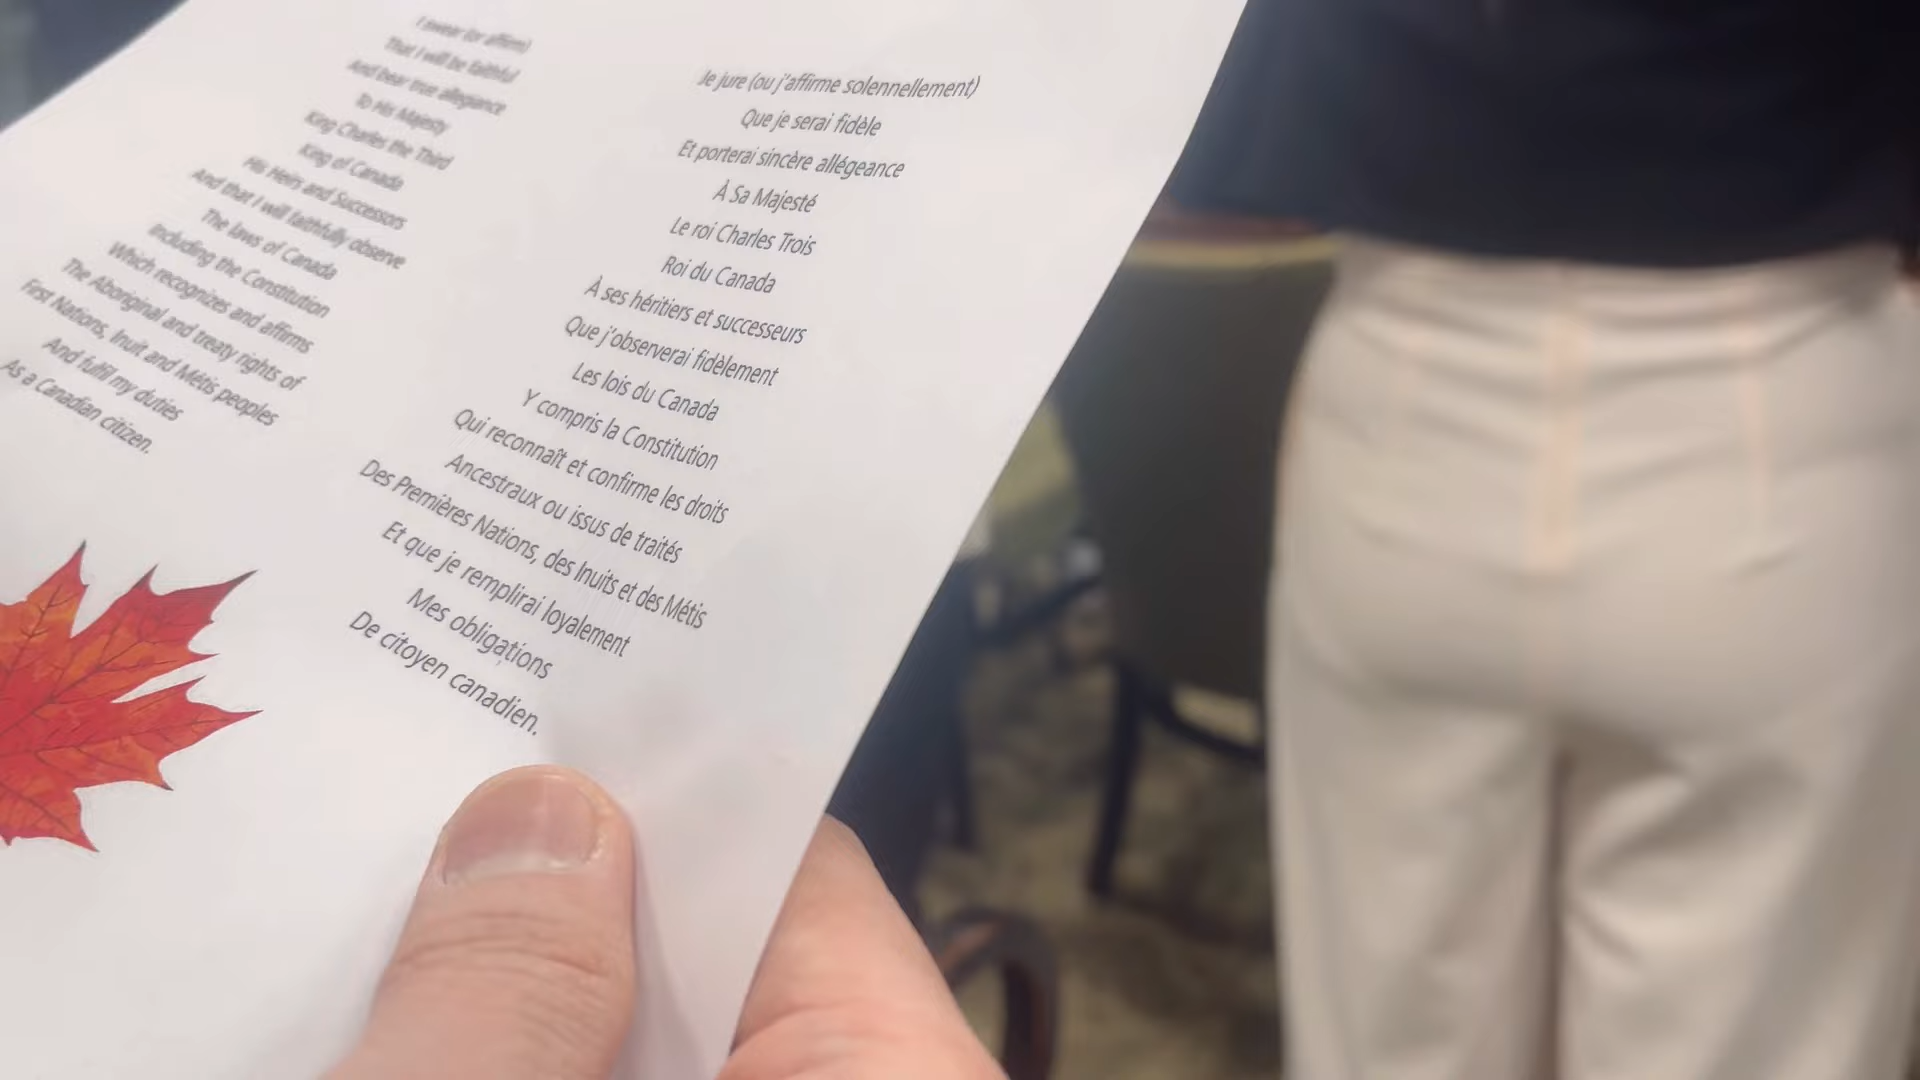 I swear (or affirm)
That I will be faithful
And bear true allegiance
To His Majesty
King Charles the Third
King of Canada
His Heirs and Successors
And that I will faithfully observe
The laws of Canada
Including the Constitution
Which recognizes and affirms
The Aboriginal and treaty rights of
First Nations, Inuit and Métis peoples
And fulfil my duties
As a Canadian citizen.
Je jure (ou j'affirme solennellement)
Que je serai fidèle
Et porterai sincère allégeance
À Sa Majesté
Le roi Charles Trois
Roi du Canada
À ses héritiers et successeurs
Que j'observerai fidèlement
Les lois du Canada
Y compris la Constitution
Qui reconnaît et confirme les droits
Ancestraux ou issus de traités
Des Premières Nations, des Inuits et des Métis
Et que je remplirai loyalement
Mes obligations
De citoyen canadien.